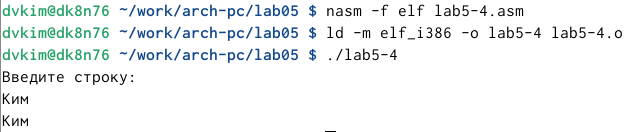 dvkim@dk8n76 ~/work/arch-pc/lab05 $ nasm -f elf lab5-4.asm
dvkim@dk8n76 ~/work/arch-pc/lab05 $ ld -m elf_i386 -o lab5-4 lab5-4.o
dvkim@dk8n76 ~/work/arch-pc/lab05 $ ./lab5-4
Введите строку:
Ким
Ким